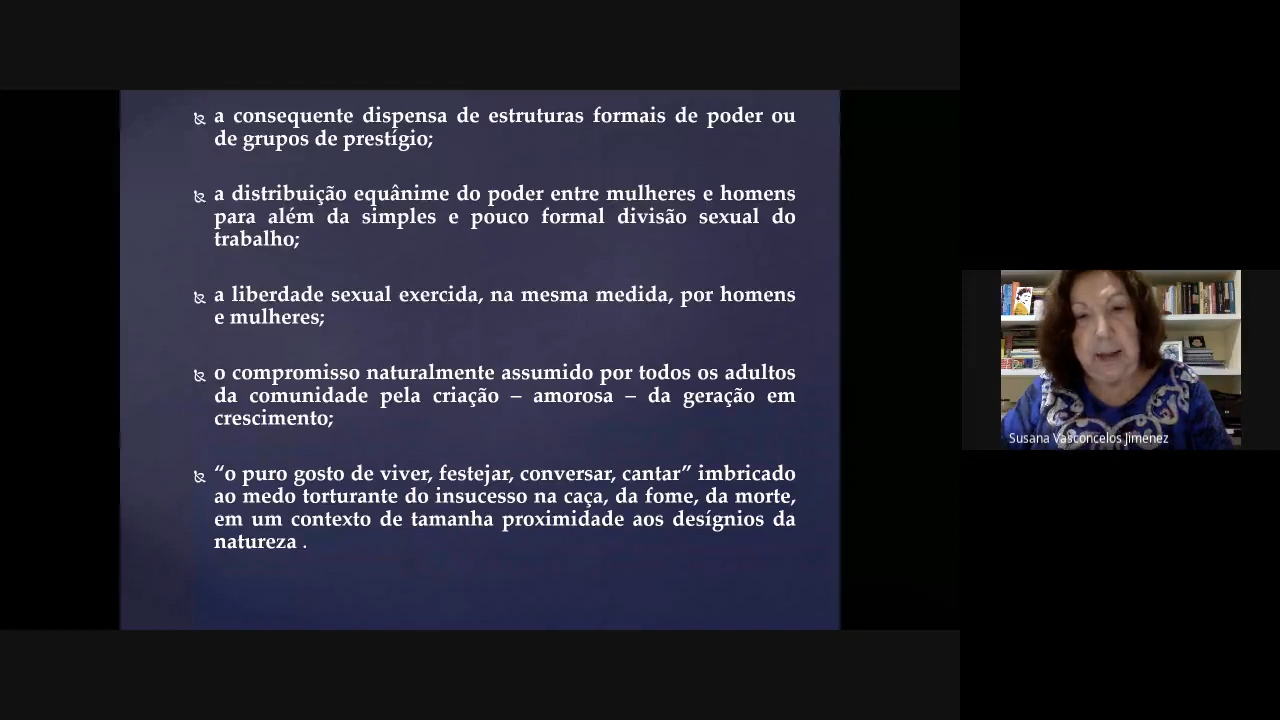 a consequente dispensa de estruturas formais de poder ou
de grupos de prestígio;
a distribuição equânime do poder entre mulheres e homens
para além da simples e pouco formal divisão sexual do
trabalho;
a liberdade sexual exercida, na mesma medida, por homens
e mulheres;
o compromisso naturalmente assumido por todos os adultos
da comunidade pela criação – amorosa – da geração em
crescimento;
“o puro gosto de viver, festejar, conversar, cantar” imbricado
ao medo torturante do insucesso na caça, da fome, da morte,
em um contexto de tamanha proximidade aos desígnios da
natureza .
Susana Vasconcelos Jimenez